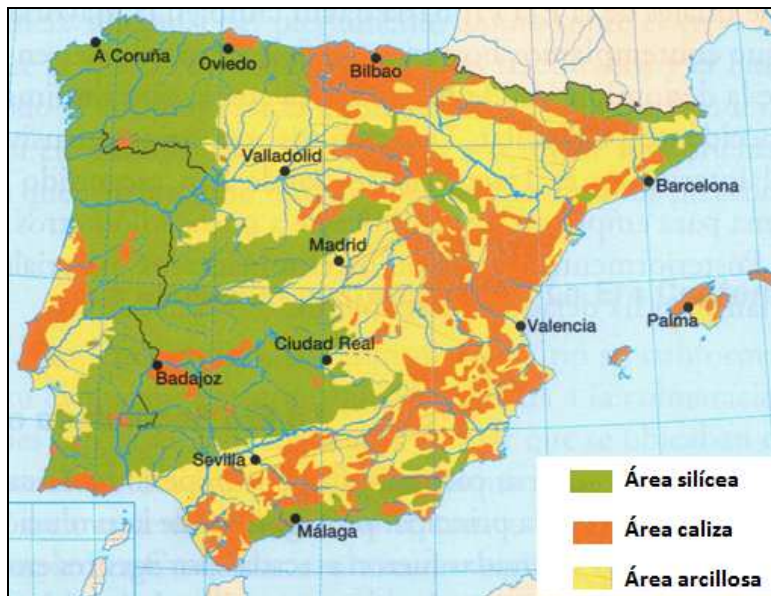 A Coruña
Oviedo
Bilbao
Valladolid
Barcelona
Madrid
Valencia
Palma
Ciudad Real
Badajoz
Sevilla
Málaga
Área silícea
Área caliza
Área arcillosa